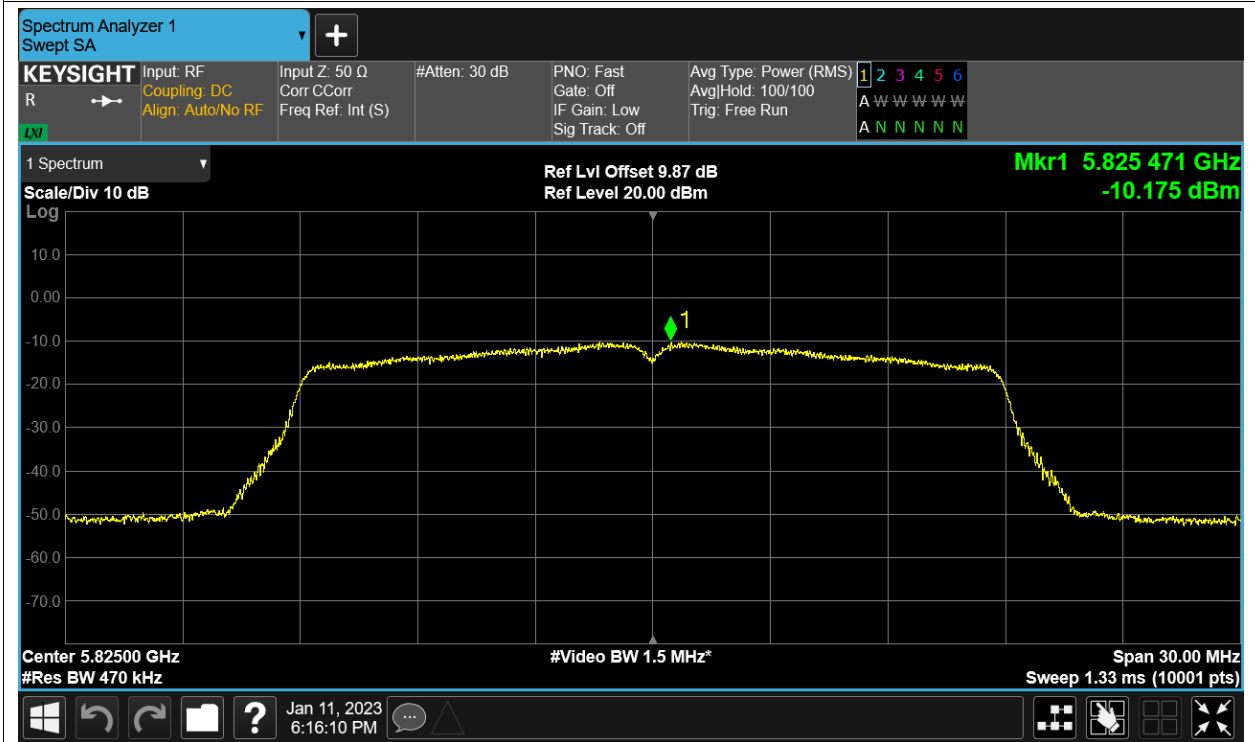 Spectrum Analyzer 1
Swept SA
KEYSIGHT
R
LXI
Input: RF
Coupling: DC
Align: Auto/No RF
Input Z: 50 Ω
Corr CCorr
Freq Ref: Int (S)
#Atten: 30 dB
PNO: Fast
Gate: Off
IF Gain: Low
Sig Track: Off
Avg Type: Power (RMS)
Avg|Hold: 100/100
Trig: Free Run
1 2 3 4 5 6
A W W W W W
A N N N N N
1 Spectrum
Scale/Div 10 dB
Ref Lvl Offset 9.87 dB
Ref Level 20.00 dBm
Mkr1 5.825 471 GHz
-10.175 dBm
Log
10.0
0.00
1
-10.0
-20.0
-30.0
-40.0
-50.0
-60.0
-70.0
Center 5.82500 GHz
#Res BW 470 kHz
#Video BW 1.5 MHz*
Span 30.00 MHz
Sweep 1.33 ms (10001 pts)
?
Jan 11, 2023
6:16:10 PM